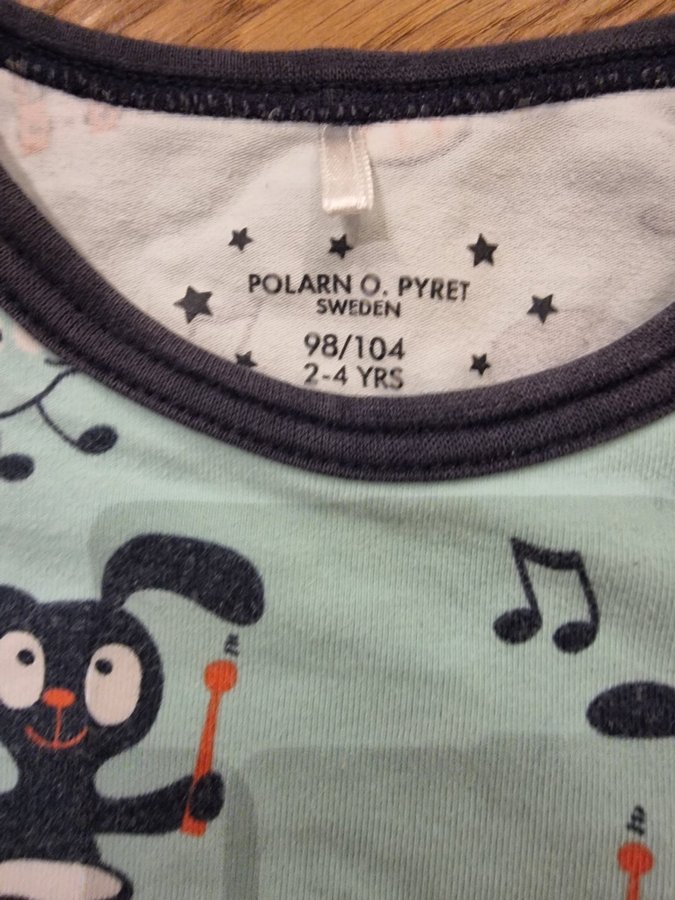 POLARN O. PYRET
SWEDEN
98/104
2-4 YRS